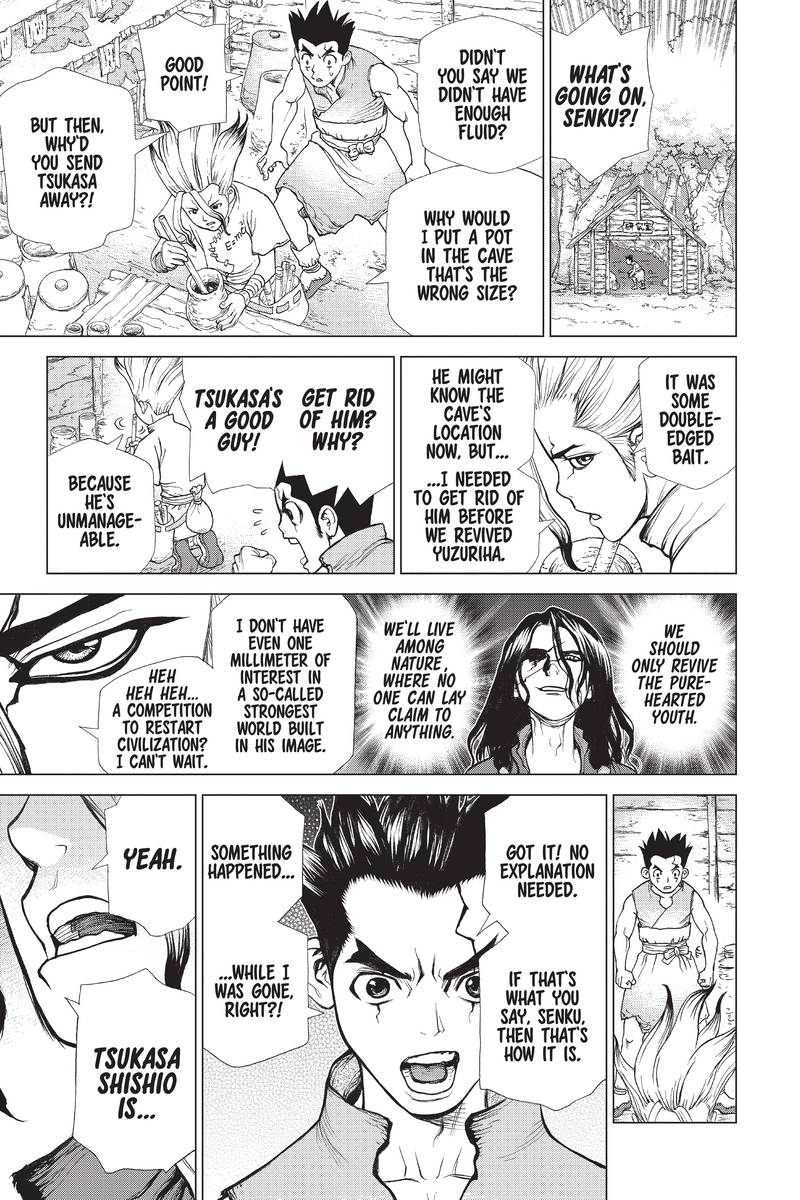 WHAT'S
GOING ON,
SENKU?!
研究室
DIDN'T
YOU SAY WE
DIDN'T HAVE
ENOUGH
FLUID?
WHY WOULD
I PUT A POT
IN THE CAVE
THAT'S THE
WRONG SIZE?
GOOD
POINT!
BUT THEN,
WHY'D
YOU SEND
TSUKASA
AWAY?!
E=mc²
IT WAS
SOME
DOUBLE-
EDGED
BAIT.
HE MIGHT
KNOW THE
CAVE'S
LOCATION
NOW, BUT...
...I NEEDED
TO GET RID OF
HIM BEFORE
WE REVIVED
YUZURIHA.
GET RID
OF HIM?
WHY?
TSUKASA'S
A GOOD
GUY!
BECAUSE
HE'S
UNMANAGE-
ABLE.
WE
SHOULD
ONLY REVIVE
THE PURE-
HEARTED
YOUTH.
WE'LL LIVE
AMONG
NATURE,
WHERE NO
ONE CAN LAY
CLAIM TO
ANYTHING.
I DON'T HAVE
EVEN ONE
MILLIMETER OF
INTEREST IN
A SO-CALLED
STRONGEST
WORLD BUILT
IN HIS IMAGE.
HEH
HEH HEH...
A COMPETITION
TO RESTART
CIVILIZATION?
I CAN'T WAIT.
GOT IT! NO
EXPLANATION
NEEDED.
IF THAT'S
WHAT YOU
SAY, SENKU,
THEN THAT'S
HOW IT IS.
SOMETHING
HAPPENED...
...WHILE I
WAS GONE,
RIGHT?!
YEAH.
TSUKASA
SHISHIO
IS...